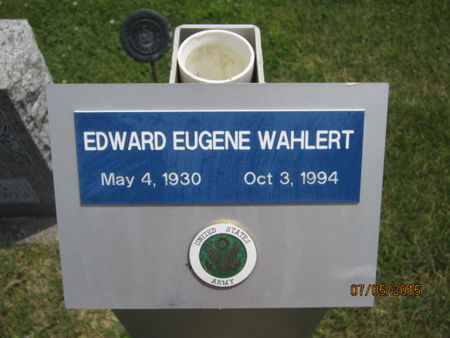 EDWARD EUGENE WAHLERT
May 4, 1930 Oct 3, 1994
UNITED STATES
ARMY
07/05/2015